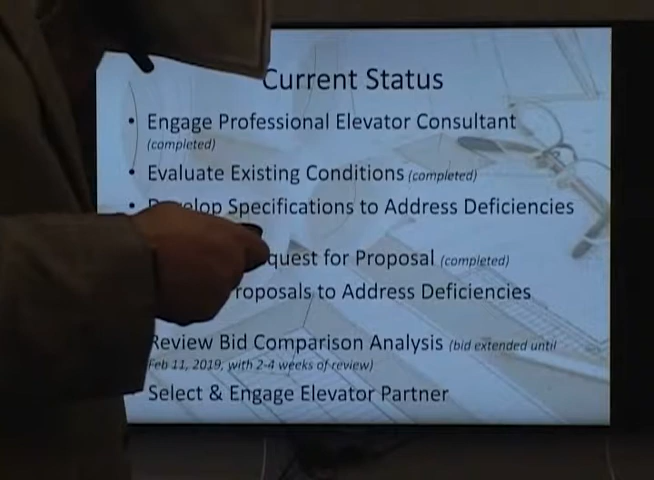 Current Status
• Engage Professional Elevator Consultant
(completed)
• Evaluate Existing Conditions (completed)
• Specifications to Address Deficiencies
for Proposal (completed)
to Address Deficiencies
Review Bid Comparison Analysis (bid extended until
Feb 11, 2019, with 2-4 weeks of review)
Select & Engage Elevator Partner